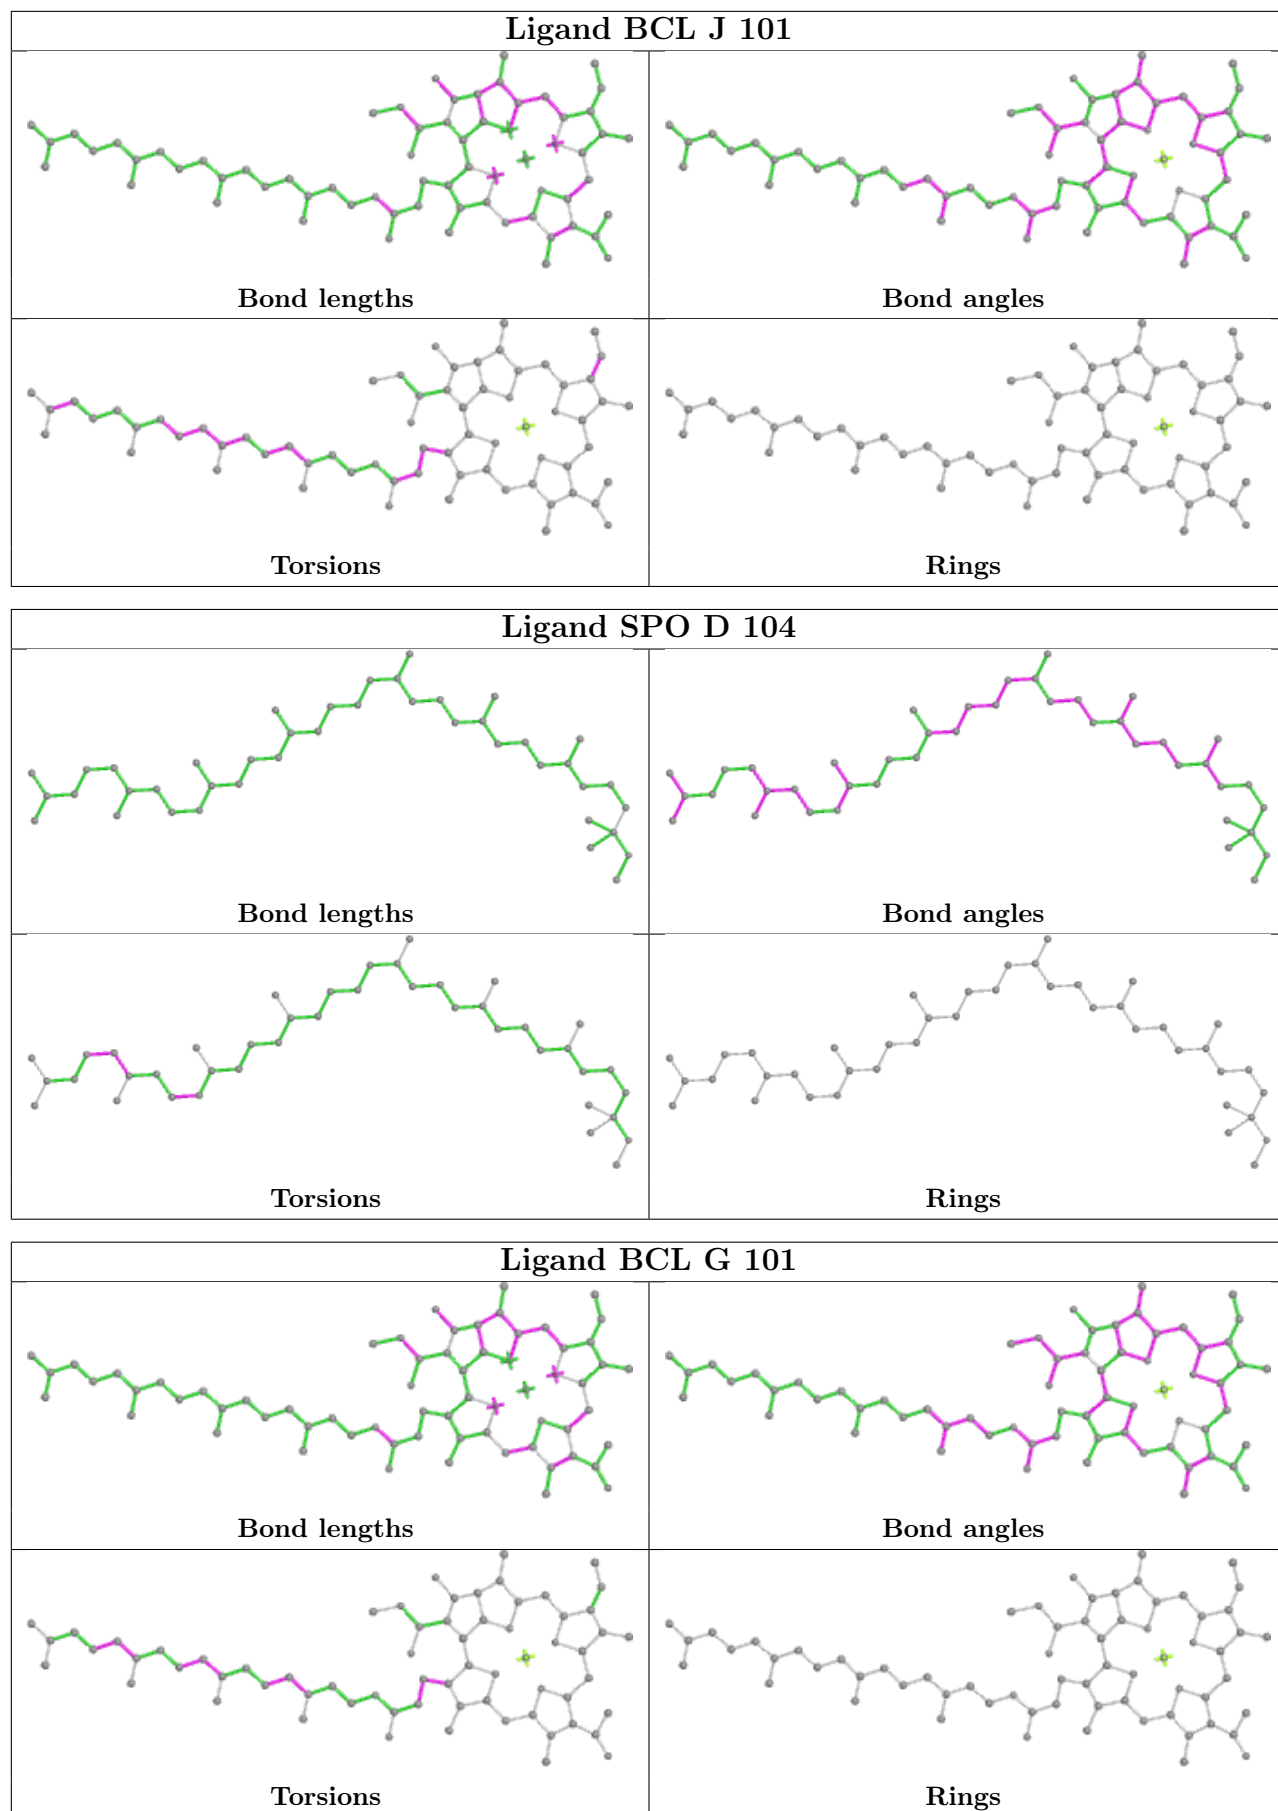 Ligand BCL J 101
Bond lengths
Bond angles
Torsions
Rings
Ligand SPO D 104
Bond lengths
Bond angles
Torsions
Rings
Ligand BCL G 101
Bond lengths
Bond angles
Torsions
Rings